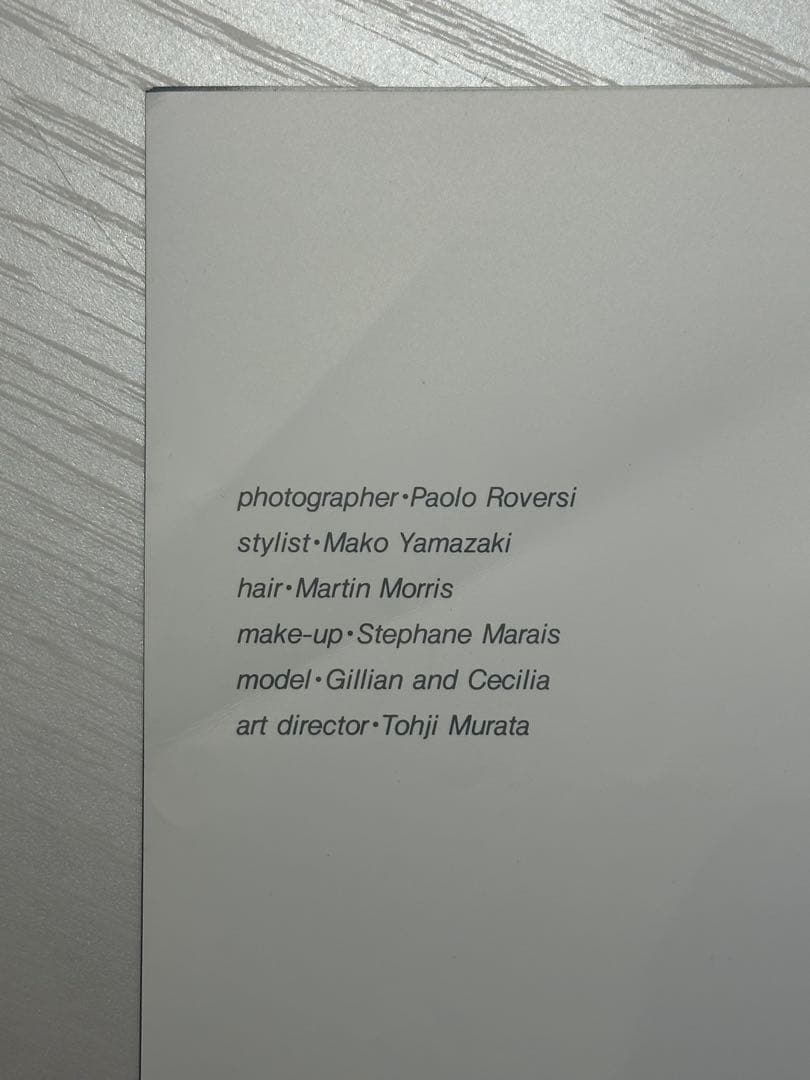 photographer•Paolo Roversi
stylist•Mako Yamazaki
hair•Martin Morris
make-up•Stephane Marais
model•Gillian and Cecilia
art director•Tohji Murata